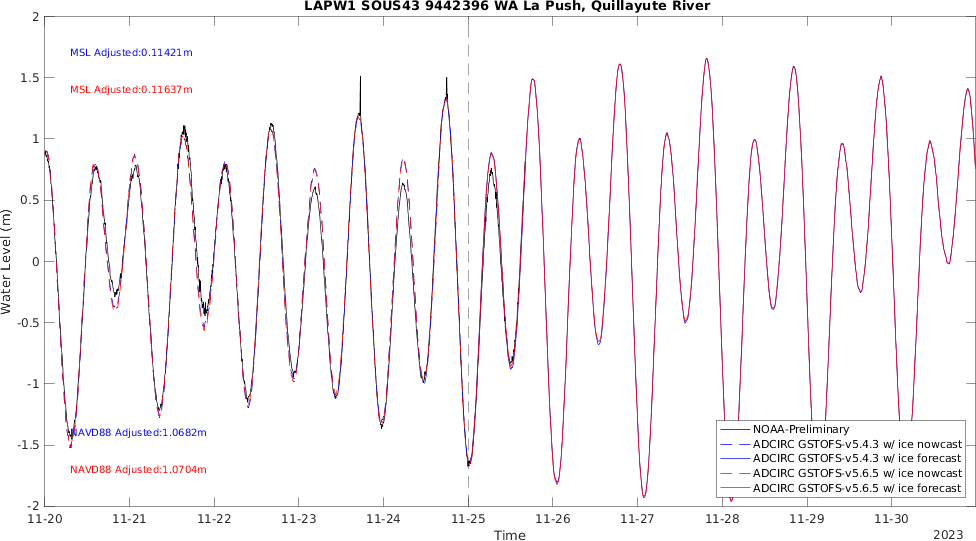 LAPW1 SOUS43 9442396 WA La Push, Quillayute River
2
1.5
1
0.5
0
-0.5
-1
-1.5
-2
Water Level (m)
MSL Adjusted:0.11421m
MSL Adjusted:0.11637m
NAVD88 Adjusted:1.0682m
NAVD88 Adjusted:1.0704m
NOAA-Preliminary
ADCIRC GSTOFS-v5.4.3 w/ ice nowcast
ADCIRC GSTOFS-v5.4.3 w/ ice forecast
ADCIRC GSTOFS-v5.6.5 w/ ice nowcast
ADCIRC GSTOFS-v5.6.5 w/ ice forecast
11-20 11-21 11-22 11-23 11-24 11-25 11-26 11-27 11-28 11-29 11-30
Time
2023